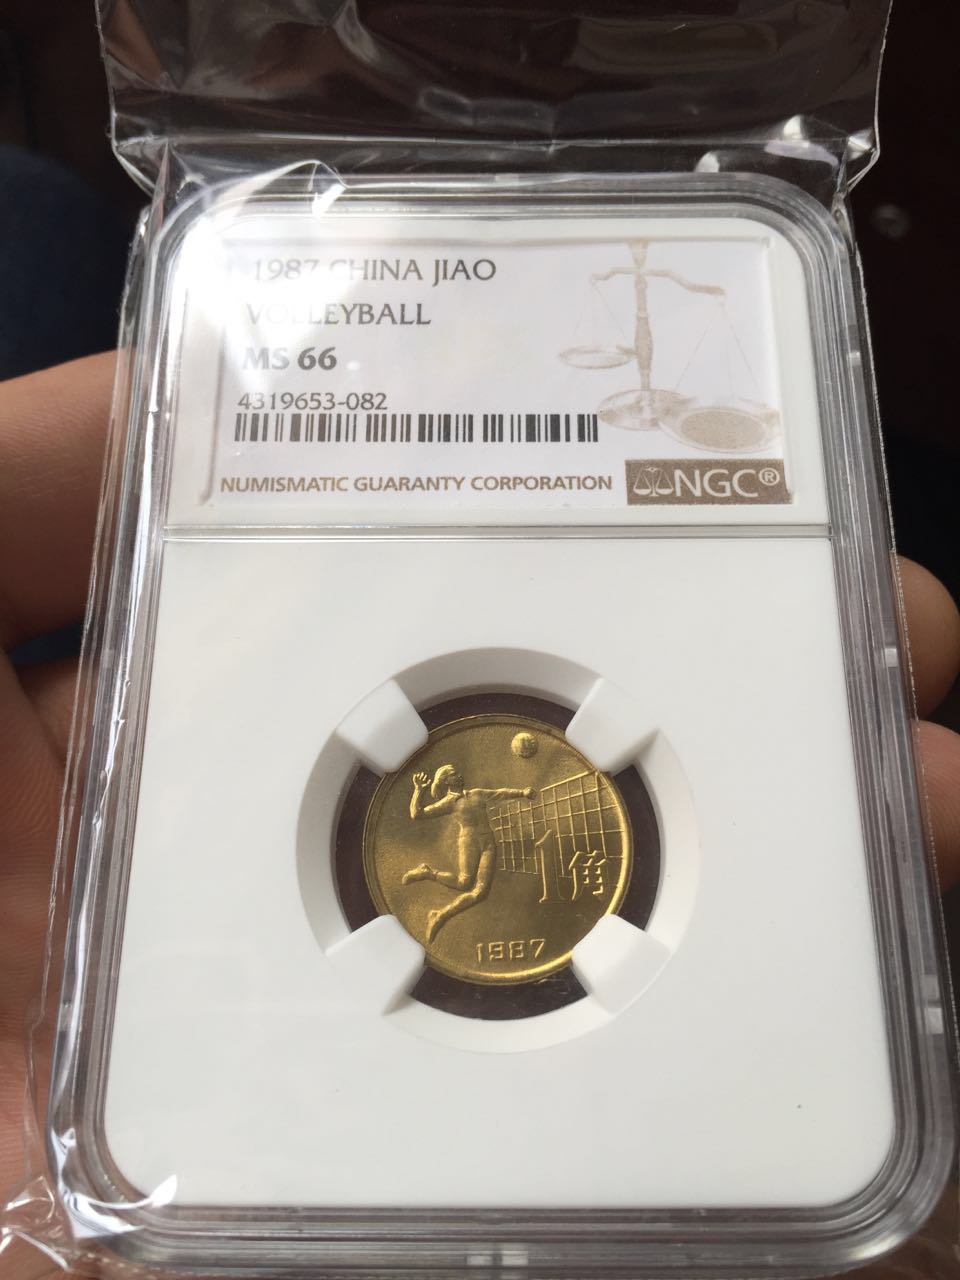 1987 CHINA JIAO
VOLLEYBALL
MS 66
4319653-082
NUMISMATIC GUARANTY CORPORATION
NGC®
1角
1987